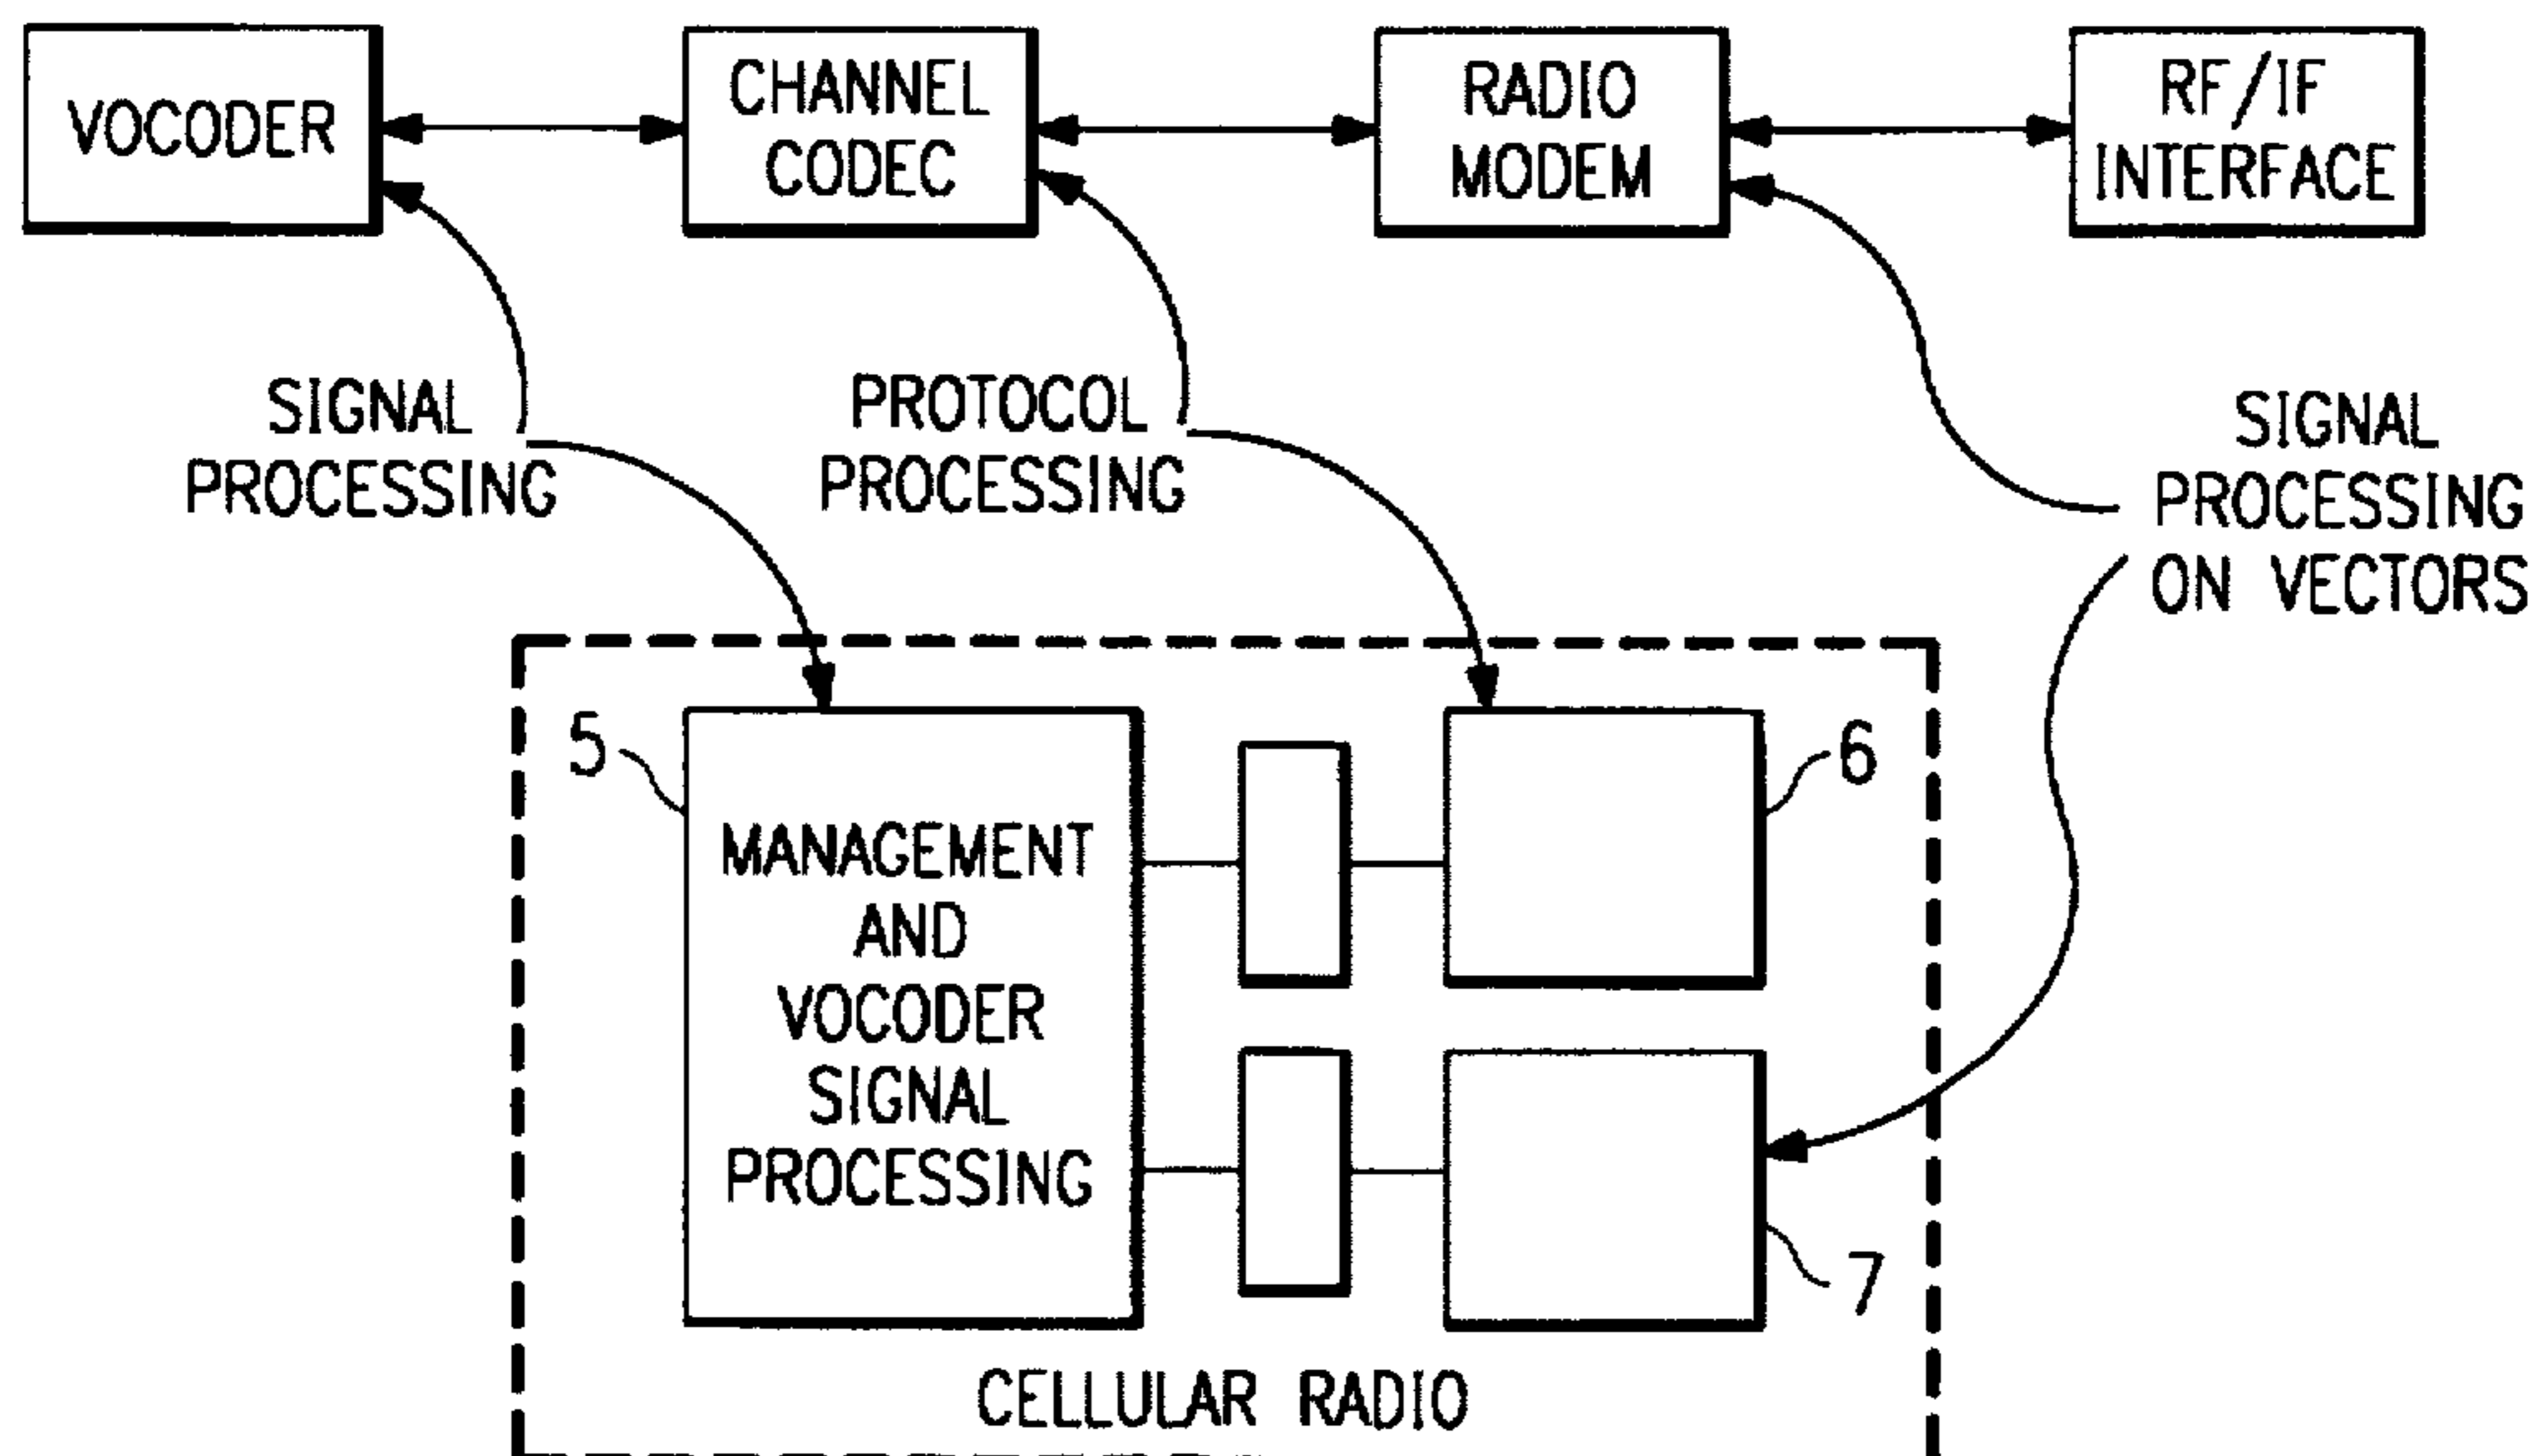 VOCODER
CHANNEL
CODEC
RADIO
MODEM
RF/IF
INTERFACE
SIGNAL
PROCESSING
PROTOCOL
PROCESSING
SIGNAL
PROCESSING
ON VECTORS
5
MANAGEMENT
AND
VOCODER
SIGNAL
PROCESSING
6
7
CELLULAR RADIO